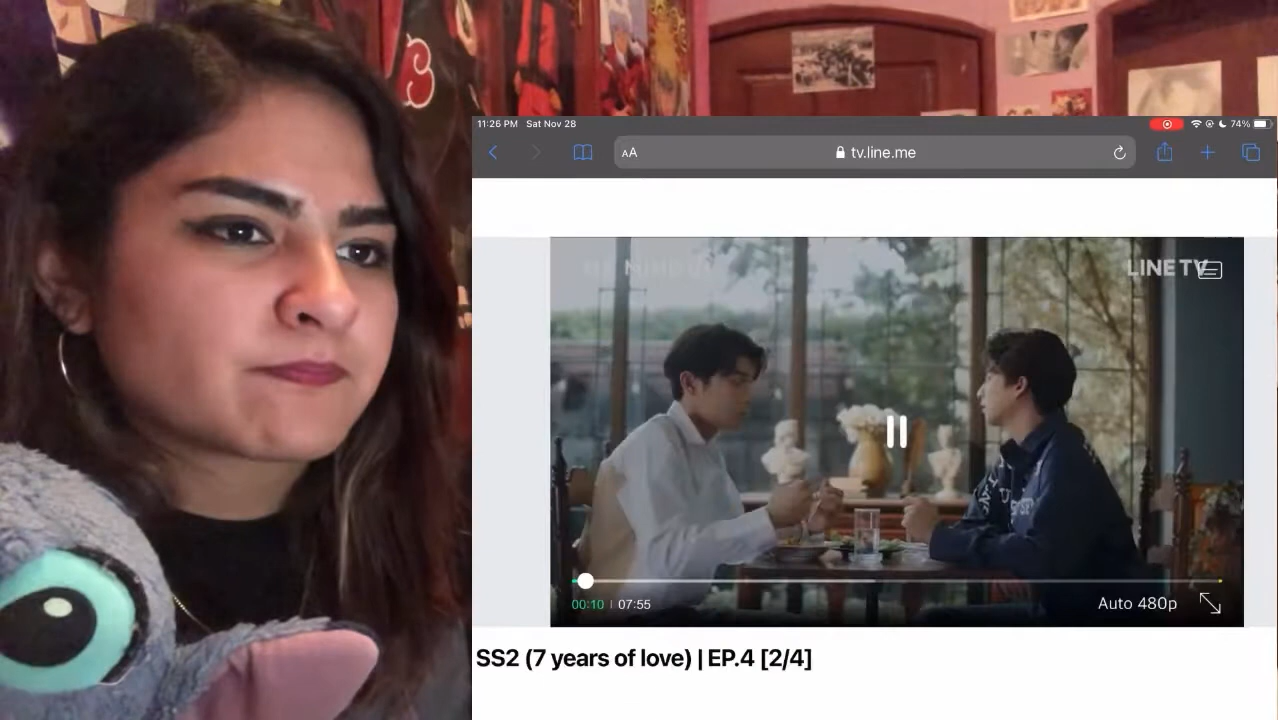 11:26 PM Sat Nov 28
74%
AA
tv.line.me
LINE TV
00:10 | 07:55
Auto 480p
SS2 (7 years of love) | EP.4 [2/4]